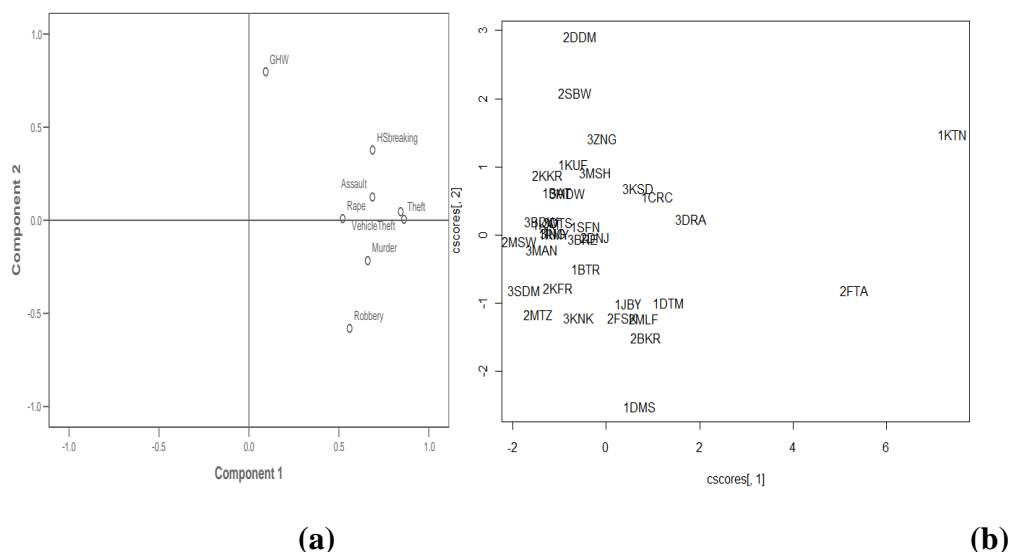 1.0
0.5
0.0
-0.5
-1.0
-1.0
-0.5
0.0
0.5
1.0
Component 2
Component 1
GHW
HSbreaking
Assault
Rape
Theft
VehicleTheft
Murder
Robbery
(a)
3
2
1
0
-1
-2
-2
0
2
4
6
cscores[, 2]
cscores[, 1]
2DDM
2SBW
1KTN
3ZNG
1KUF
2KKR
3MSH
3KSD
1CRC
3DRA
1SFN
2MSW
2DNJ
3MAN
1BTR
3SDM
2KFR
2FTA
1JBY
1DTM
2MTZ
3KNK
2MLF
2BKR
1DMS
(b)